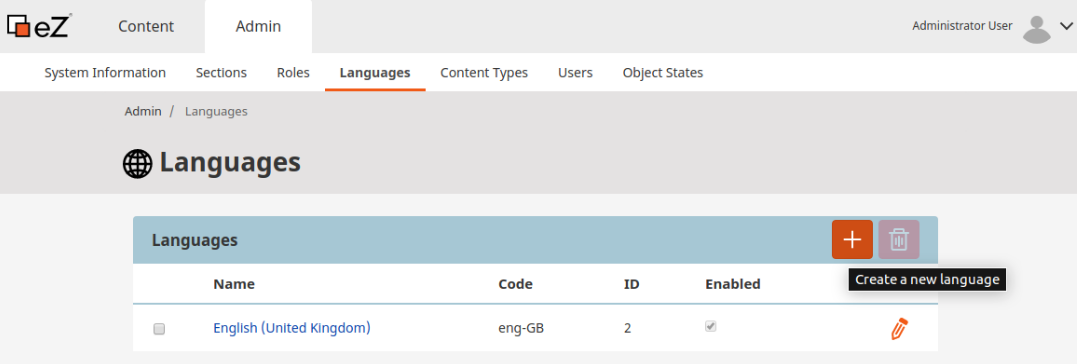 eZ Content Admin Administrator User
System Information Sections Roles Languages Content Types Users Object States
Admin / Languages
Languages
Languages
Create a new language
Name Code ID Enabled
English (United Kingdom) eng-GB 2